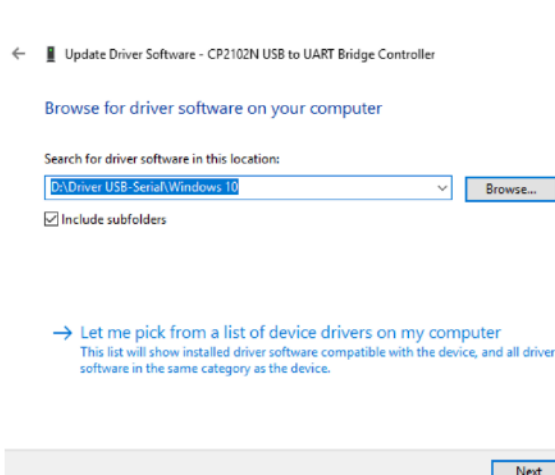 Update Driver Software - CP2102N USB to UART Bridge Controller
Browse for driver software on your computer
Search for driver software in this location:
D:\Driver USB-Serial\Windows 10
Browse...
Include subfolders
Let me pick from a list of device drivers on my computer
This list will show installed driver software compatible with the device, and all driver
software in the same category as the device.
Next